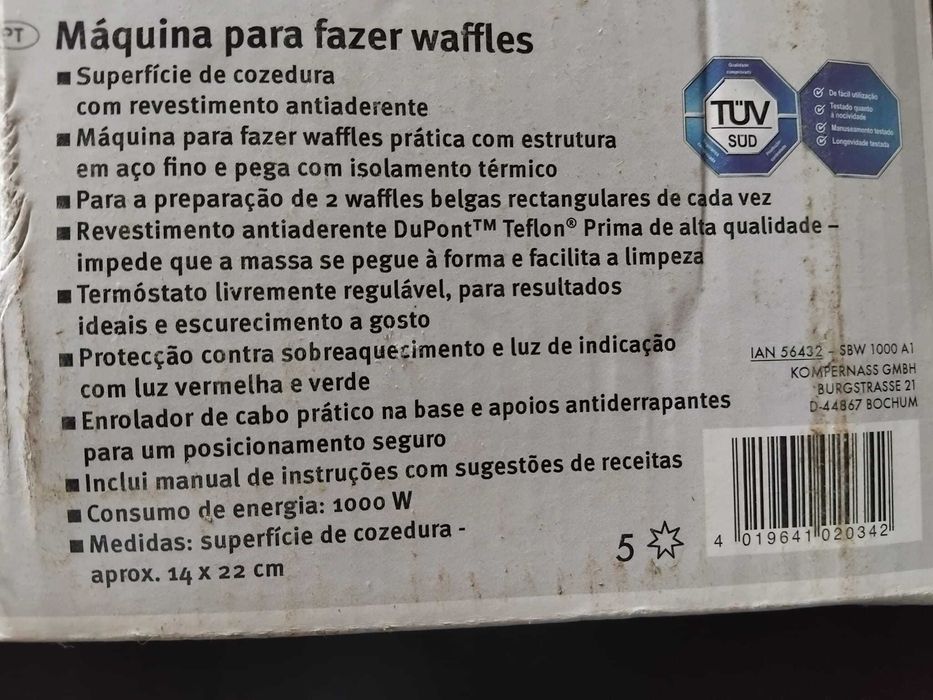 PT
Máquina para fazer waffles
■ Superfície de cozedura
com revestimento antiaderente
■ Máquina para fazer waffles prática com estrutura
em aço fino e pega com isolamento térmico
■ Para a preparação de 2 waffles belgas rectangulares de cada vez
■ Revestimento antiaderente DuPont™ Teflon® Prima de alta qualidade –
impede que a massa se pegue à forma e facilita a limpeza
■ Termóstato livremente regulável, para resultados
ideais e escurecimento a gosto
■ Protecção contra sobreaquecimento e luz de indicação
com luz vermelha e verde
■ Enrolador de cabo prático na base e apoios antiderrapantes
para um posicionamento seguro
■ Inclui manual de instruções com sugestões de receitas
■ Consumo de energia: 1000 W
■ Medidas: superfície de cozedura -
aprox. 14 x 22 cm
Qualidade
comprovada
TÜV
SÜD
De fácil utilização
Testado quanto
à nocividade
Manuseamento testado
Longevidade testada
IAN 56432 – SBW 1000 A1
KOMPERNASS GMBH
BURGSTRASSE 21
D-44867 BOCHUM
5
4 019641 020342